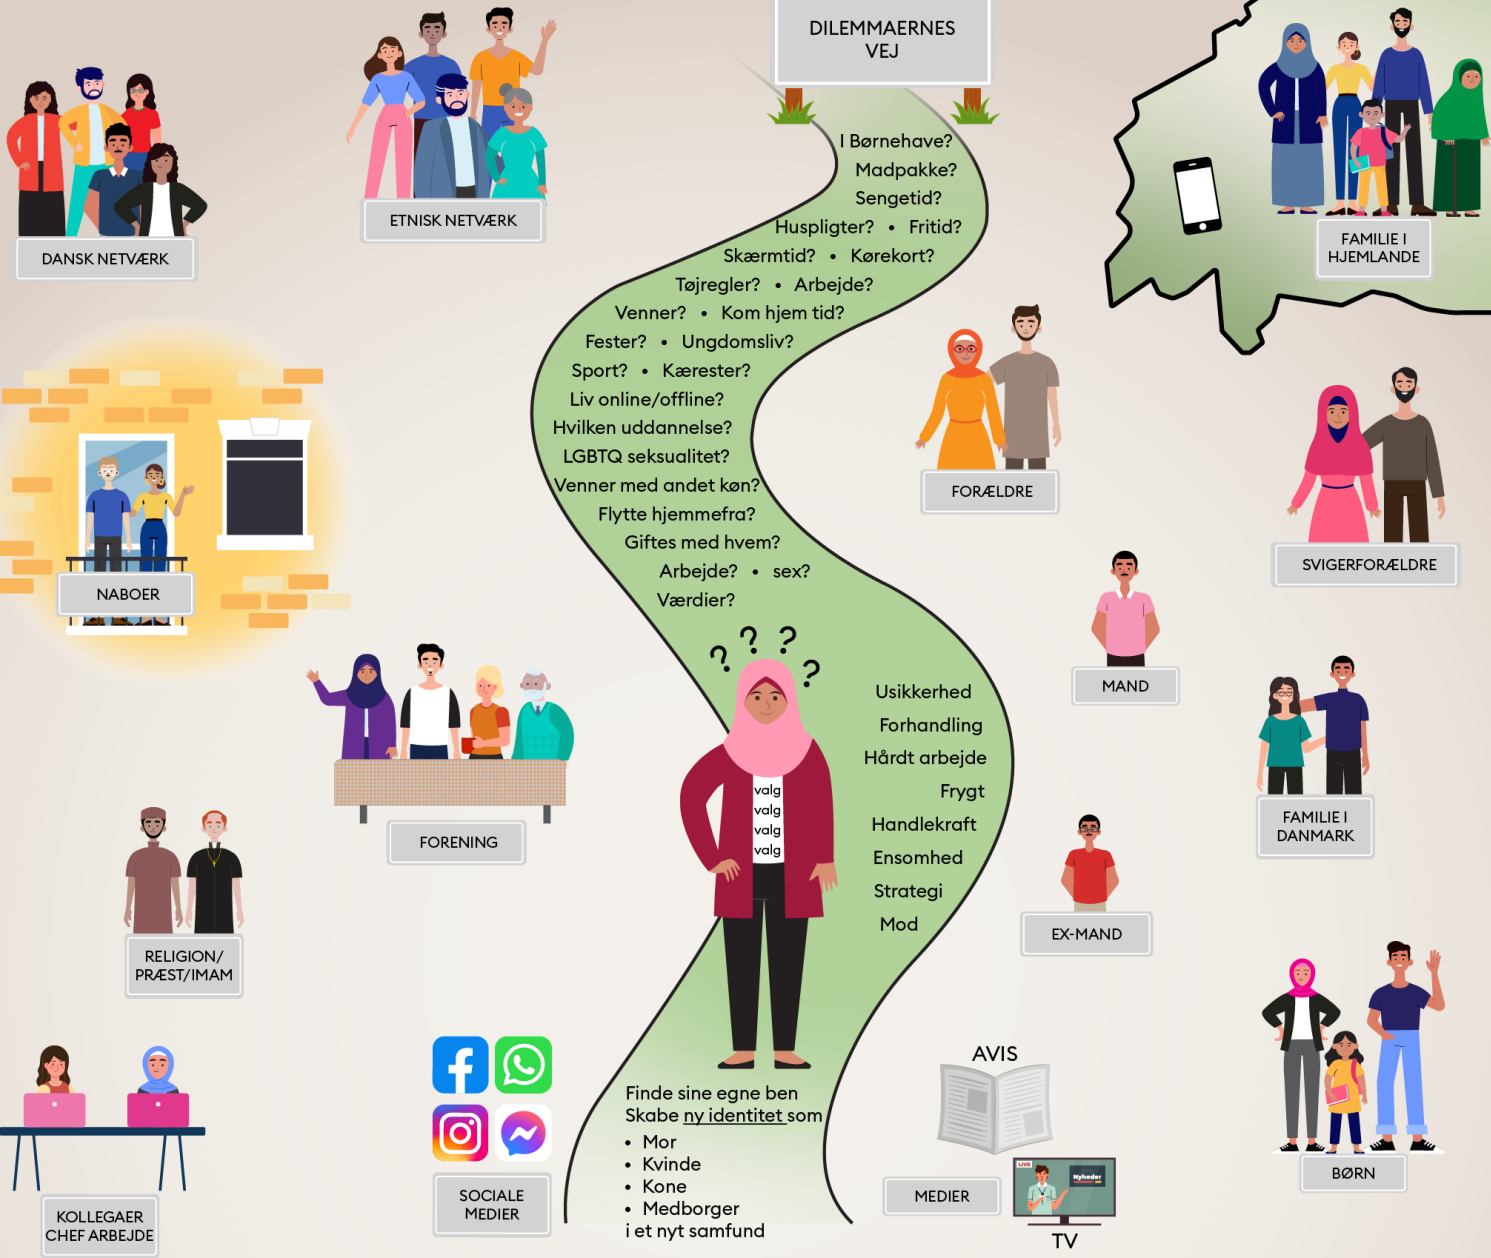 DILEMMAERNES
VEJ
DANSK NETVÆRK
ETNISK NETVÆRK
FAMILIE I
HJEMLANDE
I Børnehave?
Madpakke?
Sengetid?
Huspligter? • Fritid?
Skærmtid? • Kørekort?
Tøjregler? • Arbejde?
Venner? • Kom hjem tid?
Fester? • Ungdomsliv?
Sport? • Kærester?
Liv online/offline?
Hvilken uddannelse?
LGBTQ seksualitet?
Venner med andet køn?
Flytte hjemmefra?
Giftes med hvem?
Arbejde? • sex?
Værdier?
? ? ? ?
NABOER
FORÆLDRE
SVIGERFORÆLDRE
MAND
FAMILIE I
DANMARK
FORENING
valg
valg
valg
valg
Usikkerhed
Forhandling
Hårdt arbejde
Frygt
Handlekraft
Ensomhed
Strategi
Mod
EX-MAND
RELIGION/
PRÆST/IMAM
KOLLEGAER
CHEF ARBEJDE
SOCIALE
MEDIER
Finde sine egne ben
Skabe ny identitet som
• Mor
• Kvinde
• Kone
• Medborger
i et nyt samfund
AVIS
MEDIER
LIVE
Nyheder
TV
BØRN